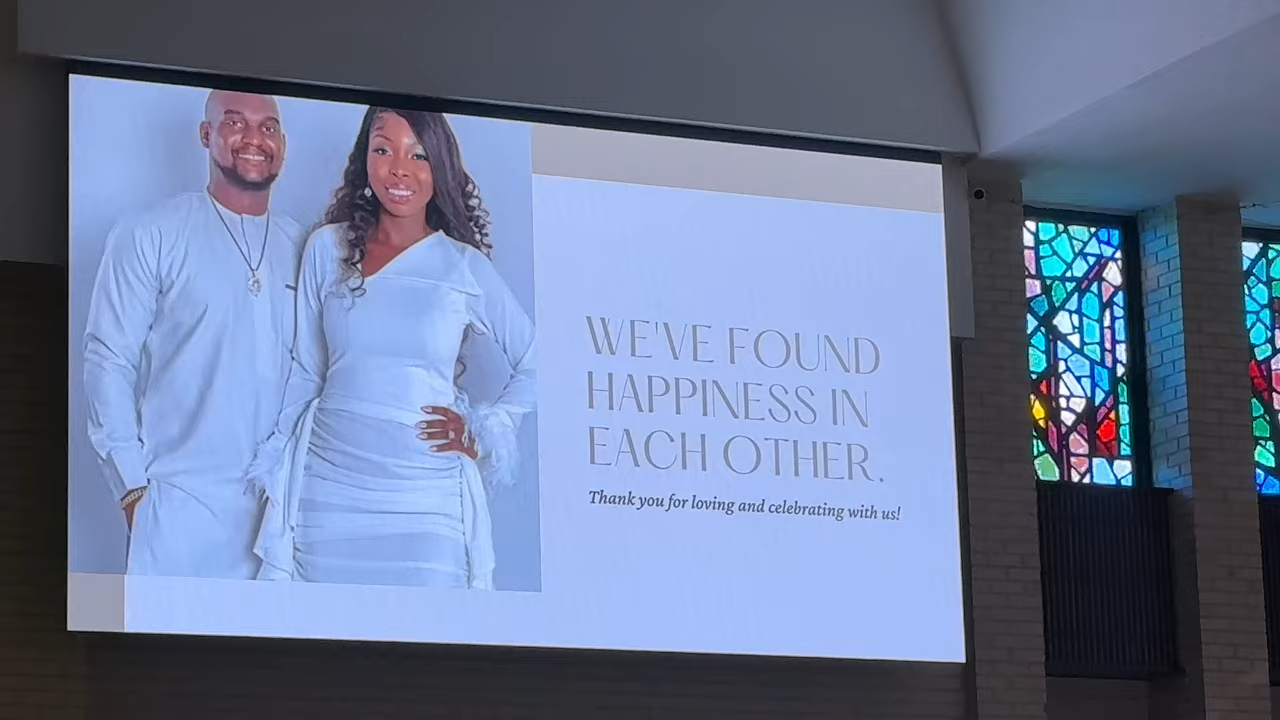 WE'VE FOUND
HAPPINESS IN
EACH OTHER.
Thank you for loving and celebrating with us!